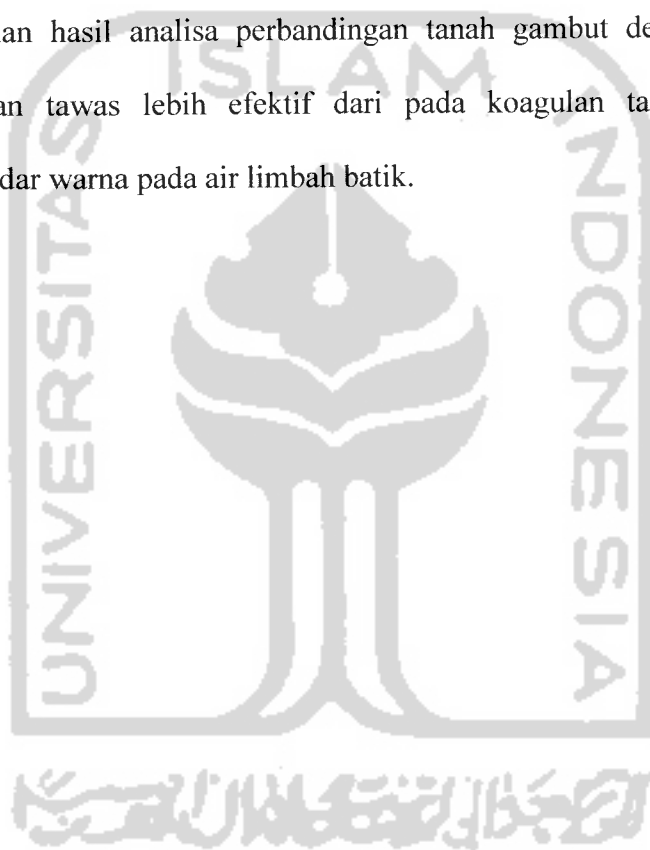 an hasil analisa perbandingan tanah gambut de
an tawas lebih efektif dari pada koagulan ta
dar warna pada air limbah batik.
ISLAM
UNIVERSITAS
INDONESIA